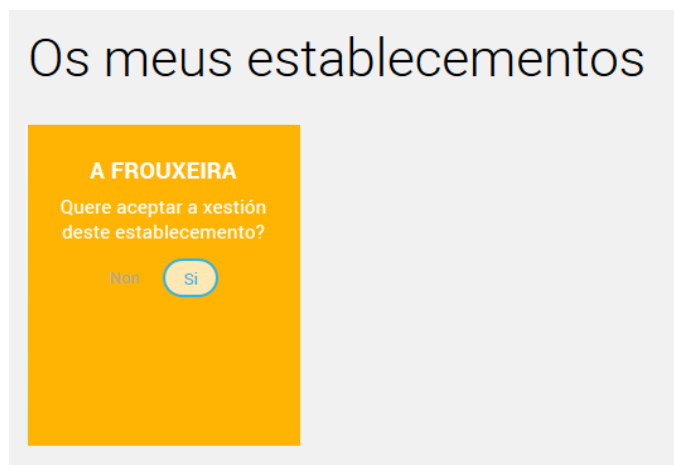 Os meus establecementos
A FROUXEIRA
Quere aceptar a xestión
deste establecemento?
Non Si